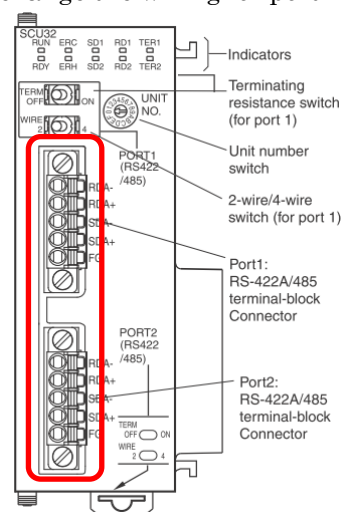 SCU32
RUN ERC SD1 RD1 TER1
RDY ERH SD2 RD2 TER2
Indicators
TERM
OFF ON
UNIT
NO.
Terminating
resistance switch
(for port 1)
WIRE
2 4
Unit number
switch
PORT1
(RS422
/485)
2-wire/4-wire
switch (for port 1)
RDA-
RDA+
SDA-
SDA+
FG
Port1:
RS-422A/485
terminal-block
Connector
PORT2
(RS422
/485)
RDA-
RDA+
SDA-
SDA+
FG
Port2:
RS-422A/485
terminal-block
Connector
TERM
OFF ON
WIRE
2 4